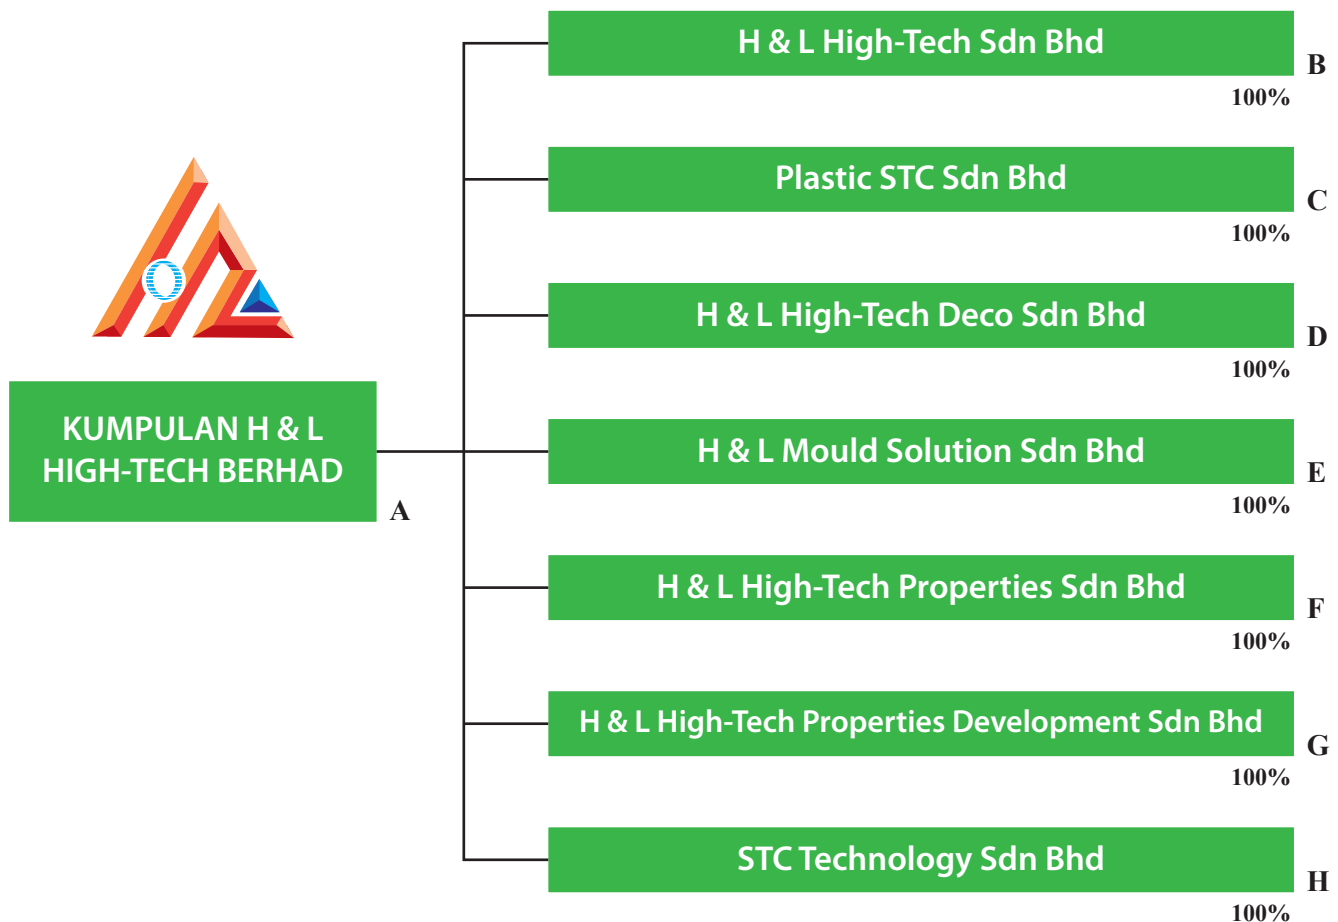 H & L High-Tech Sdn Bhd
B
100%
Plastic STC Sdn Bhd
C
100%
H & L High-Tech Deco Sdn Bhd
D
100%
KUMPULAN H & L
HIGH-TECH BERHAD
A
H & L Mould Solution Sdn Bhd
E
100%
H & L High-Tech Properties Sdn Bhd
F
100%
H & L High-Tech Properties Development Sdn Bhd
G
100%
STC Technology Sdn Bhd
H
100%